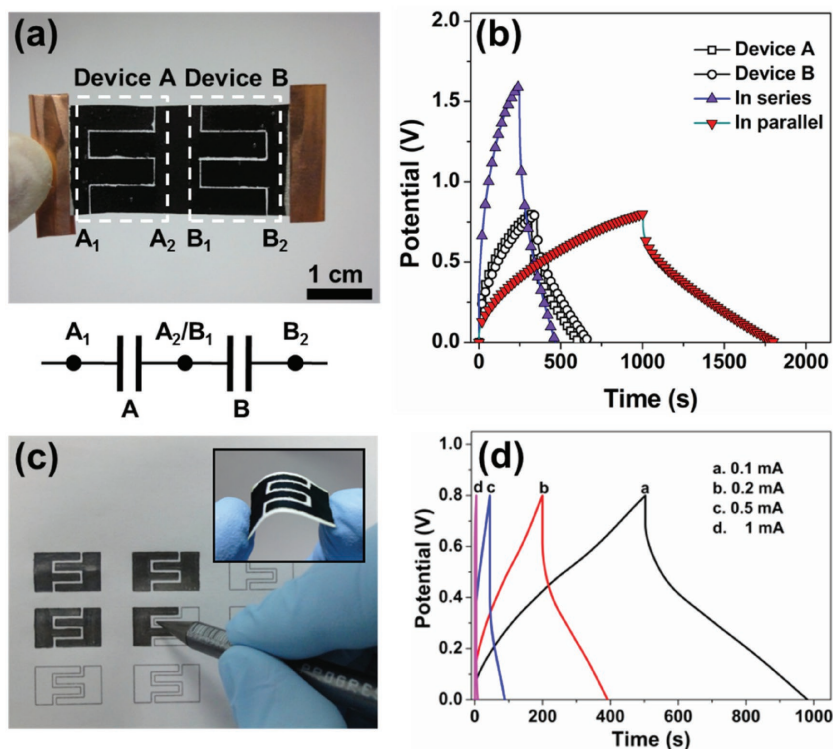 (a)
Device A Device B
A₁ A₂ B₁ B₂
1 cm
A₁ A₂/B₁ B₂
A B
(b)
Potential (V)
2.0
1.5
1.0
0.5
0.0
0 500 1000 1500 2000
Time (s)
Device A
Device B
In series
In parallel
(c)
(d)
Potential (V)
1.0
0.8
0.6
0.4
0.2
0.0
0 200 400 600 800 1000
Time (s)
d c b a
a. 0.1 mA
b. 0.2 mA
c. 0.5 mA
d. 1 mA